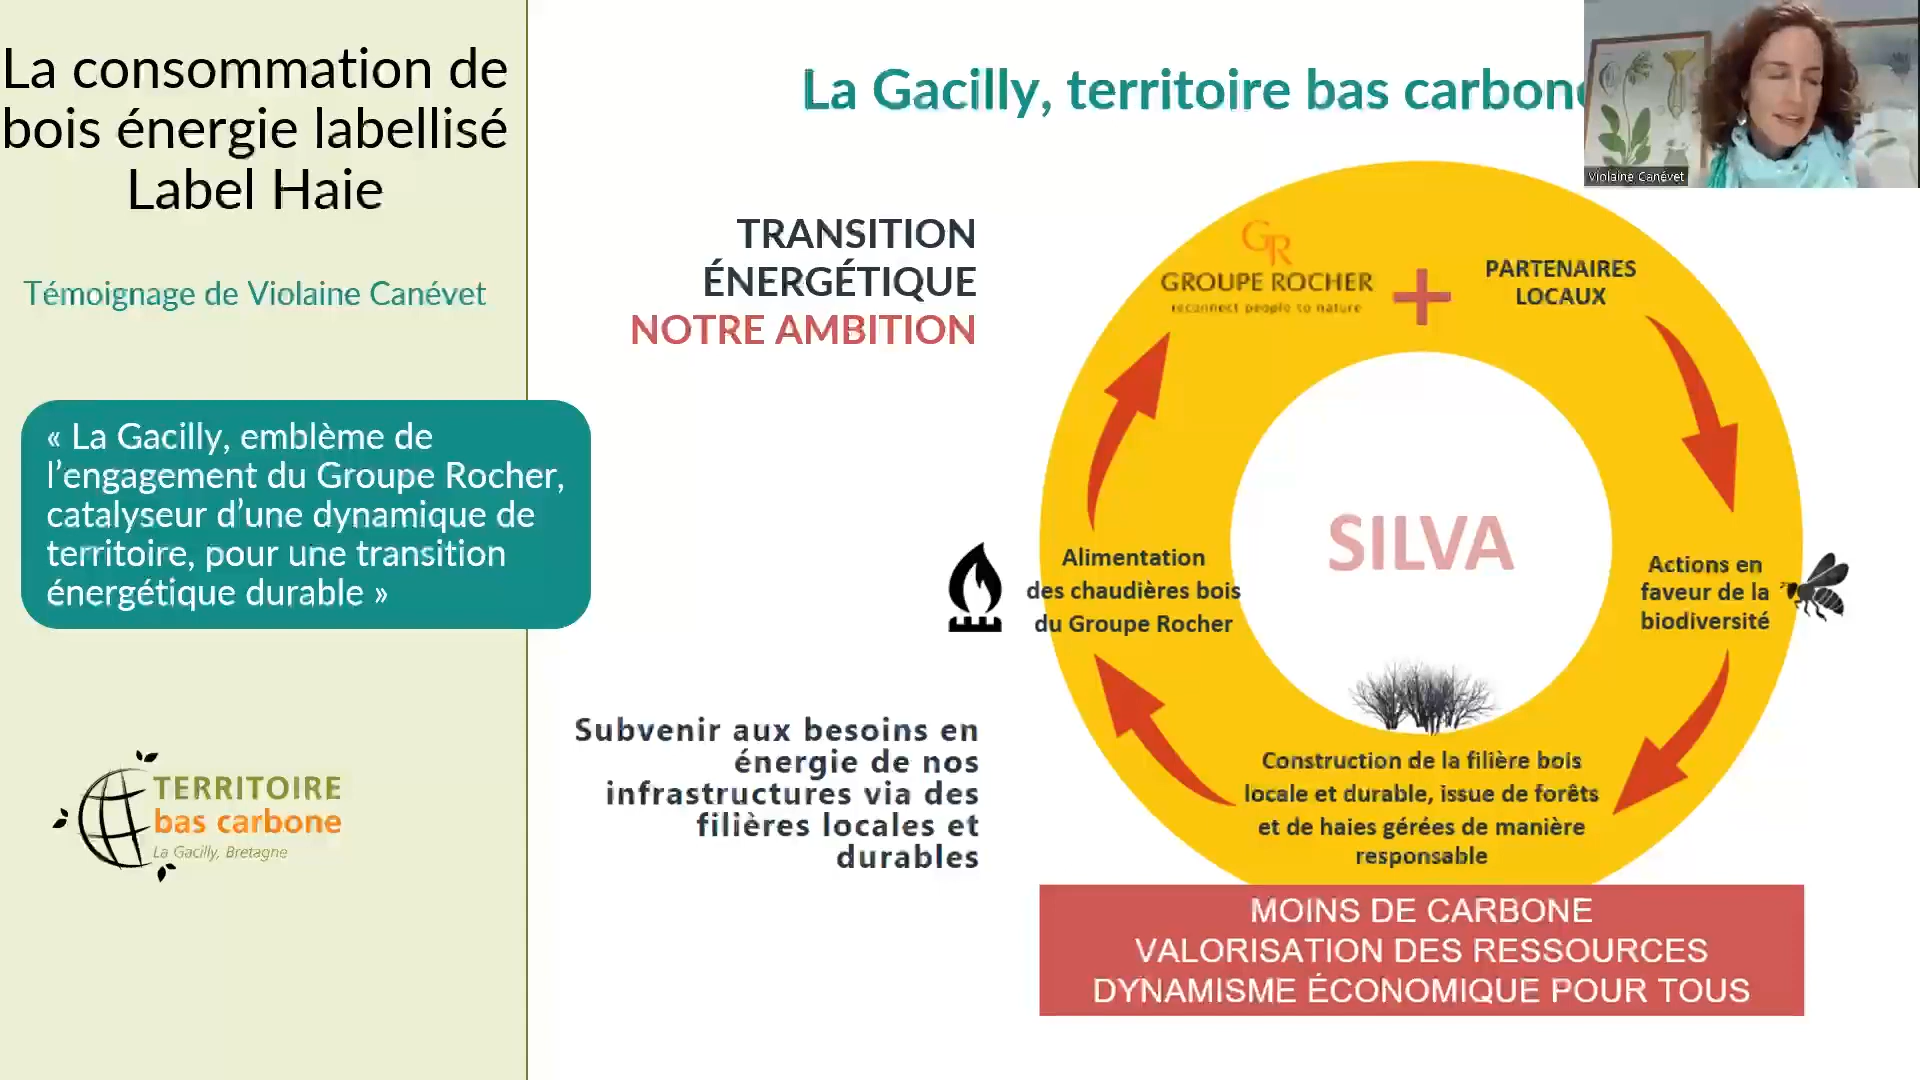 La consommation de
bois énergie labellisé
Label Haie
Témoignage de Violaine Canévet
« La Gacilly, emblème de
l’engagement du Groupe Rocher,
catalyseur d’une dynamique de
territoire, pour une transition
énergétique durable »
TERRITOIRE
bas carbone
La Gacilly, Bretagne
La Gacilly, territoire bas carbone
Violaine Canévet
TRANSITION
ÉNERGÉTIQUE
NOTRE AMBITION
Subvenir aux besoins en
énergie de nos
infrastructures via des
filières locales et
durables
GR
GROUPE ROCHER
reconnect people to nature
+
PARTENAIRES
LOCAUX
SILVA
Alimentation
des chaudières bois
du Groupe Rocher
Actions en
faveur de la
biodiversité
Construction de la filière bois
locale et durable, issue de forêts
et de haies gérées de manière
responsable
MOINS DE CARBONE
VALORISATION DES RESSOURCES
DYNAMISME ÉCONOMIQUE POUR TOUS